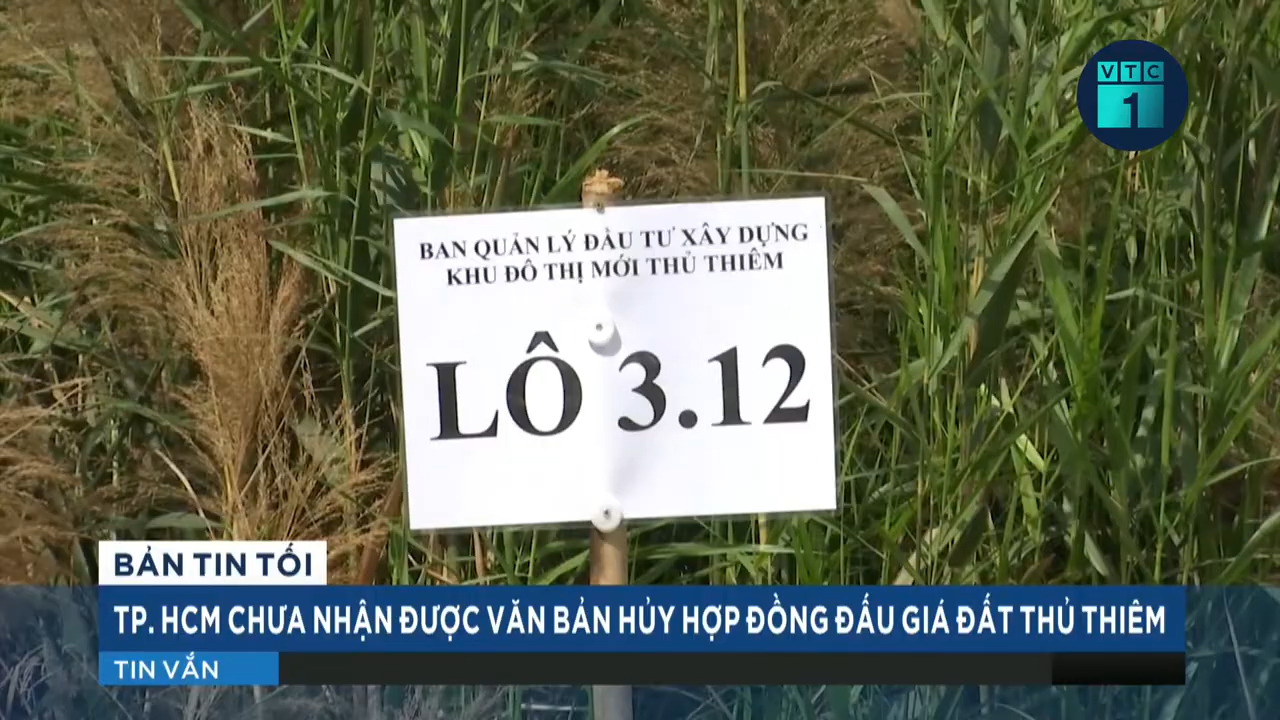 VTC
1
BAN QUẢN LÝ ĐẦU TƯ XÂY DỰNG
KHU ĐÔ THỊ MỚI THỦ THIÊM
LÔ 3.12
BẢN TIN TỐI
TP. HCM CHƯA NHẬN ĐƯỢC VĂN BẢN HỦY HỢP ĐỒNG ĐẤU GIÁ ĐẤT THỦ THIÊM
TIN VẮN